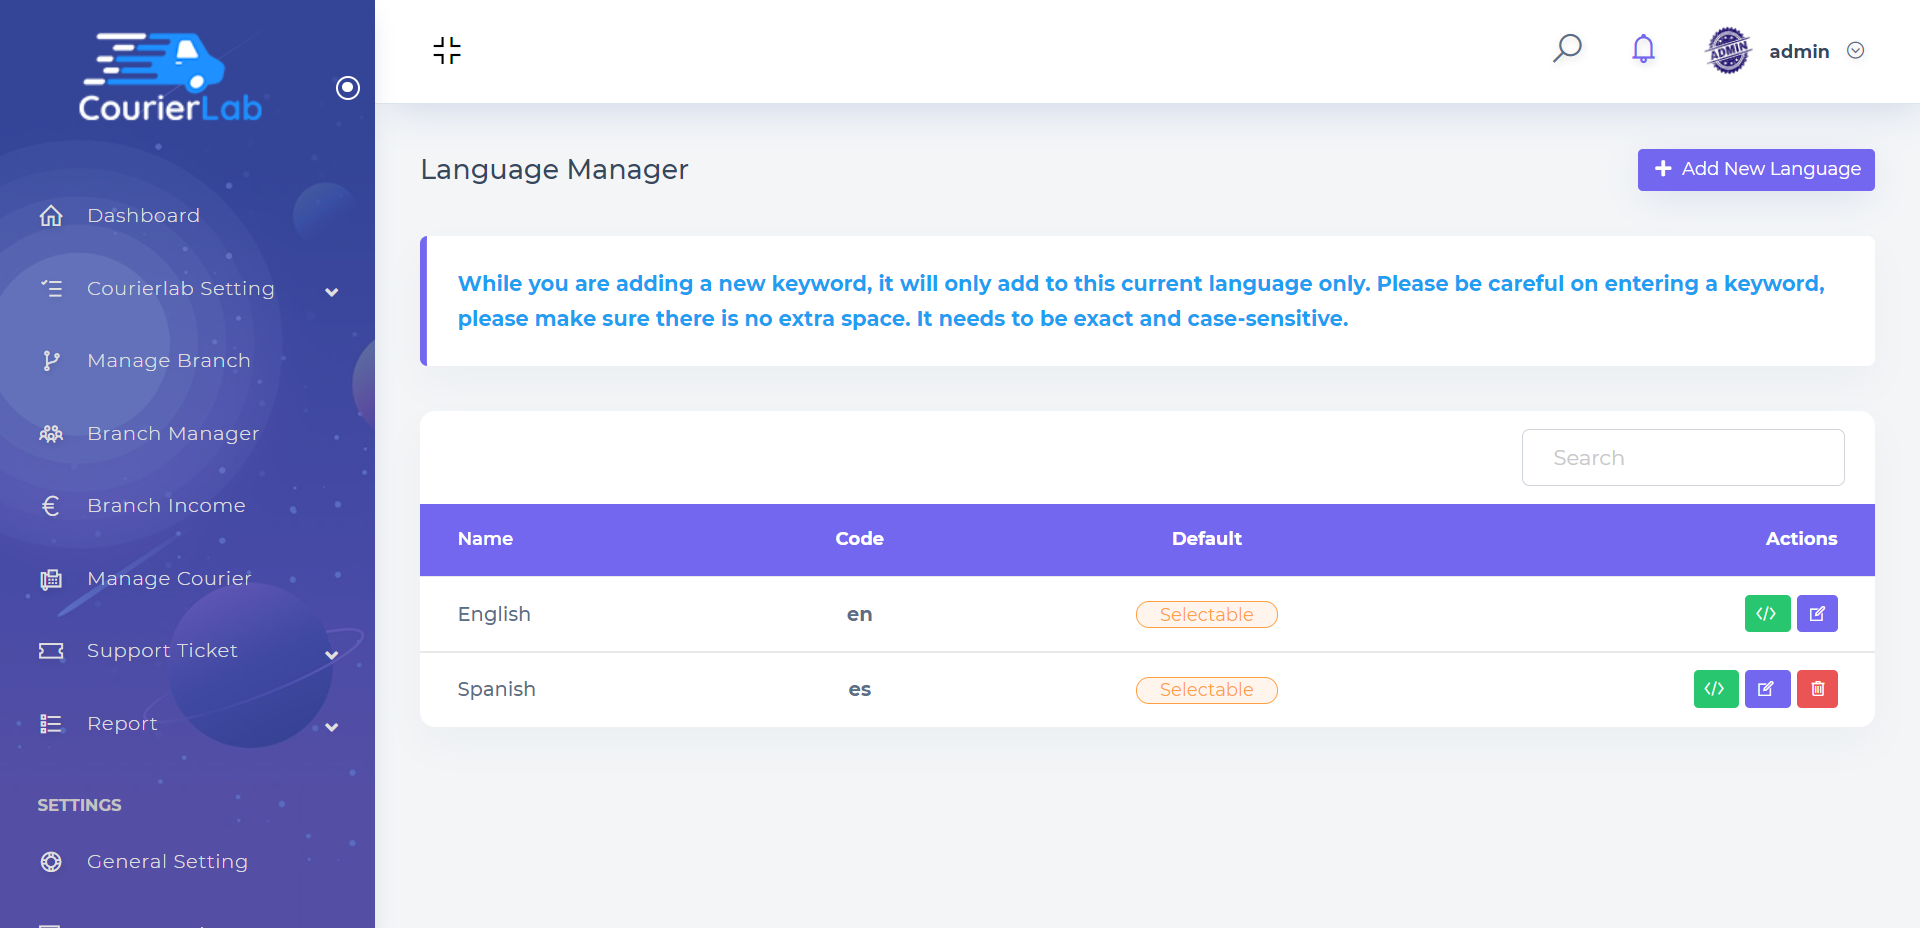 CourierLab
ADMIN
admin
Dashboard
Courierlab Setting
Manage Branch
Branch Manager
Branch Income
Manage Courier
Support Ticket
Report
SETTINGS
General Setting
Language Manager
Add New Language
While you are adding a new keyword, it will only add to this current language only. Please be careful on entering a keyword,
please make sure there is no extra space. It needs to be exact and case-sensitive.
Search
Name Code Default Actions
English en Selectable
Spanish es Selectable